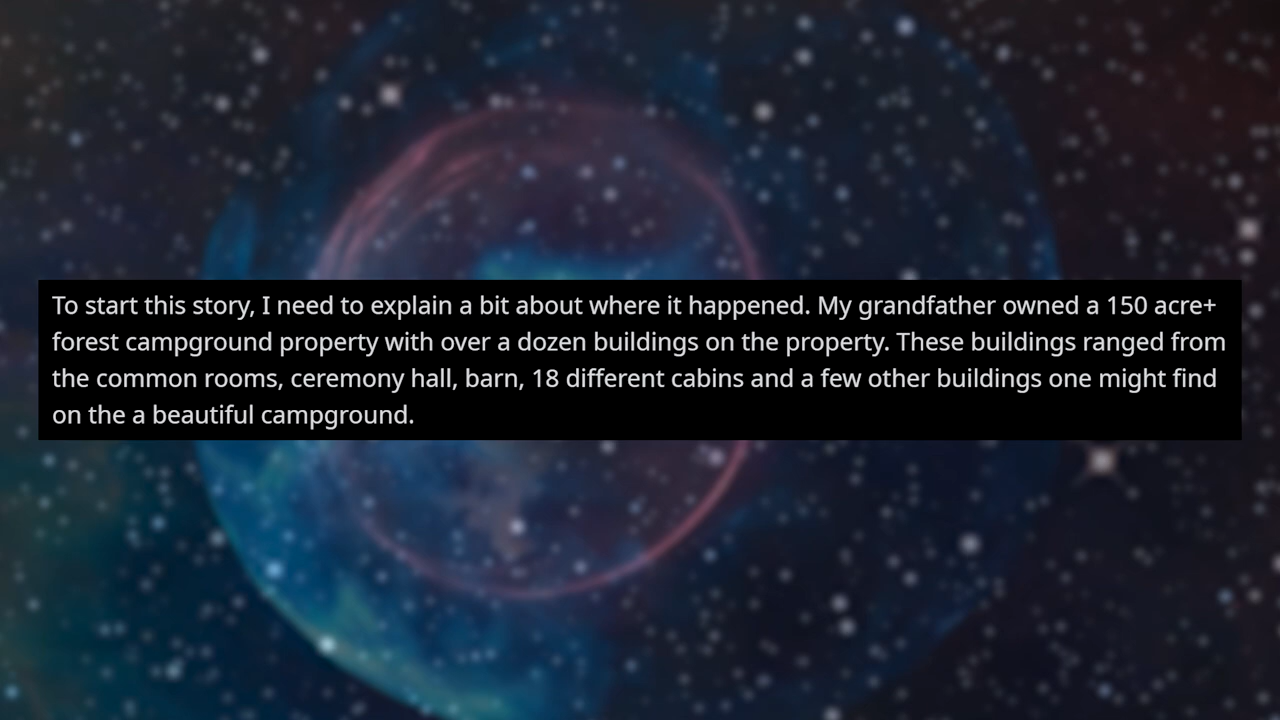 To start this story, I need to explain a bit about where it happened. My grandfather owned a 150 acre+
forest campground property with over a dozen buildings on the property. These buildings ranged from
the common rooms, ceremony hall, barn, 18 different cabins and a few other buildings one might find
on the a beautiful campground.